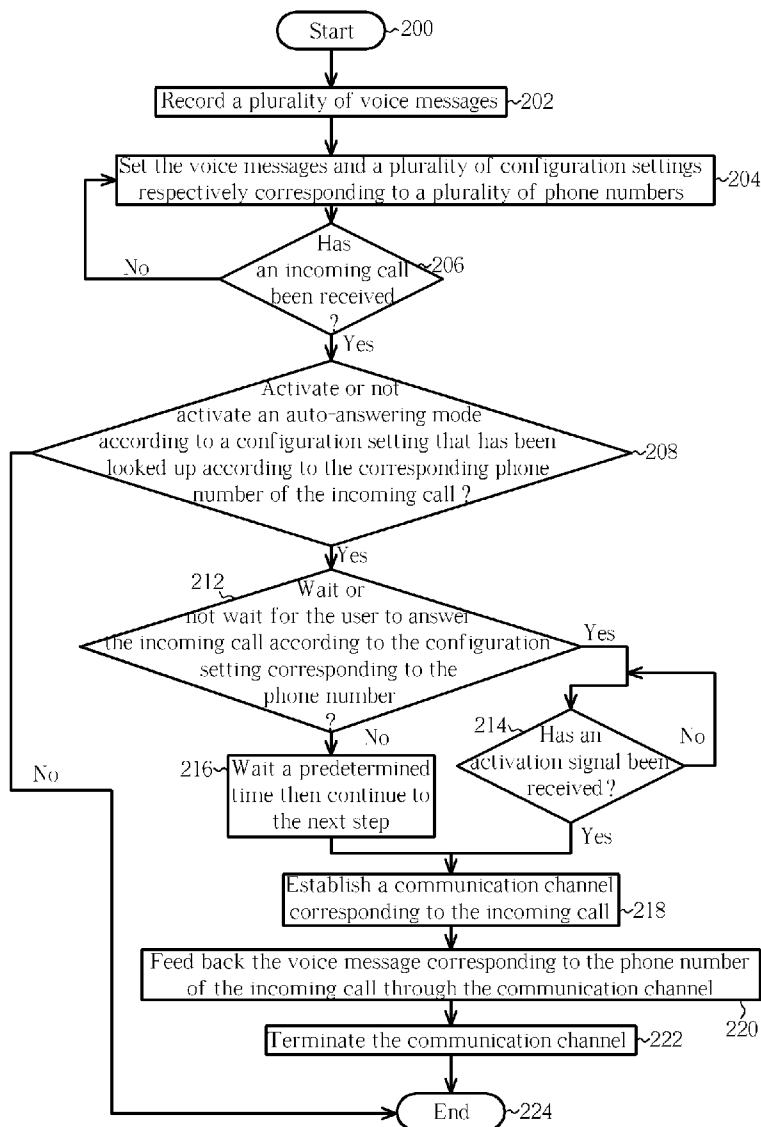 Start
200
Record a plurality of voice messages
202
Set the voice messages and a plurality of configuration settings
respectively corresponding to a plurality of phone numbers
204
Has
an incoming call
been received
?
206
No
Yes
Activate or not
activate an auto-answering mode
according to a configuration setting that has been
looked up according to the corresponding phone
number of the incoming call ?
208
Yes
212
Wait or
not wait for the user to answer
the incoming call according to the configuration
setting corresponding to the
phone number
?
Yes
No
214
Has an
activation signal been
received ?
No
Yes
No
216
Wait a predetermined
time then continue to
the next step
Establish a communication channel
corresponding to the incoming call
218
Feed back the voice message corresponding to the phone number
of the incoming call through the communication channel
220
Terminate the communication channel
222
End
224